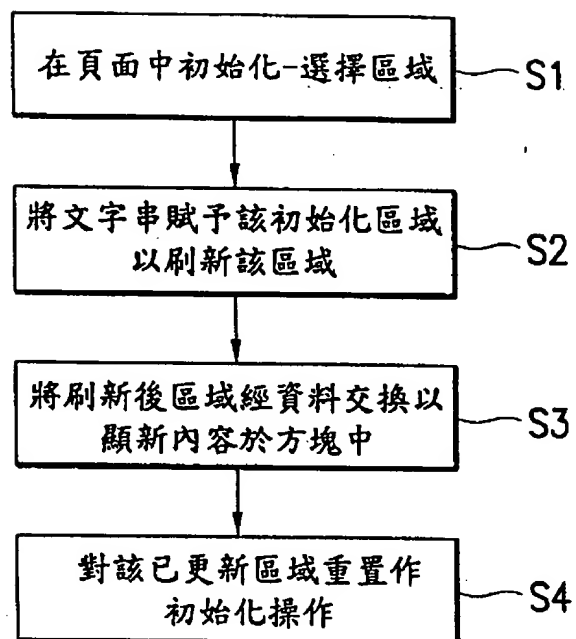 在頁面中初始化-選擇區域
S1
將文字串賦予該初始化區域
以刷新該區域
S2
將刷新後區域經資料交換以
顯新內容於方塊中
S3
對該已更新區域重置作
初始化操作
S4